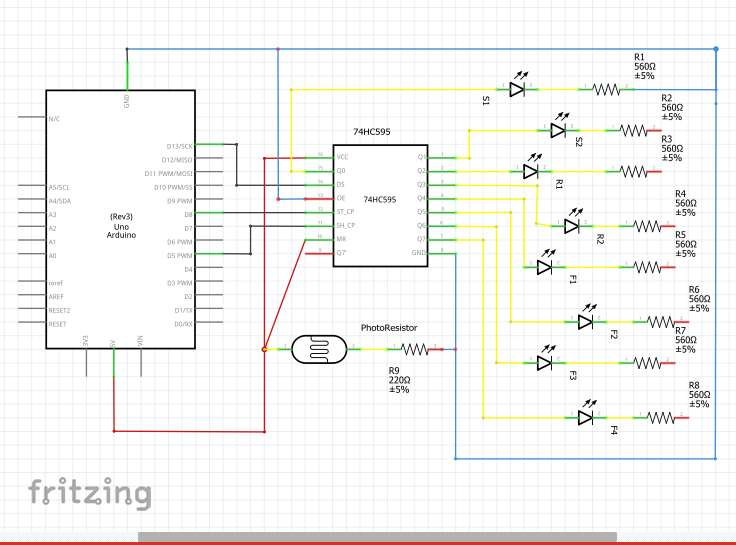 R1
560Ω
±5%
S1
GND
R2
560Ω
±5%
N/C
74HC595
S2
R3
560Ω
±5%
D13/SCK
D12/MISO
D11 PWM/MOSI
D10 PWM/SS
D9 PWM
D8
D7
D6 PWM
D5 PWM
D4
D3 PWM
D2
D1/TX
D0/RX
A5/SCL
A4/SDA
A3
A2
A1
A0
ioref
AREF
RESET2
RESET
(Rev3)
Uno
Arduino
3V3
5V
VIN
VCC
Q0
DS
OE
ST_CP
SH_CP
MR
Q7'
74HC595
Q1
Q2
Q3
Q4
Q5
Q6
Q7
GND
R1
R4
560Ω
±5%
R2
R5
560Ω
±5%
F1
R6
560Ω
±5%
F2
PhotoResistor
R7
560Ω
±5%
R9
220Ω
±5%
F3
R8
560Ω
±5%
F4
fritzing